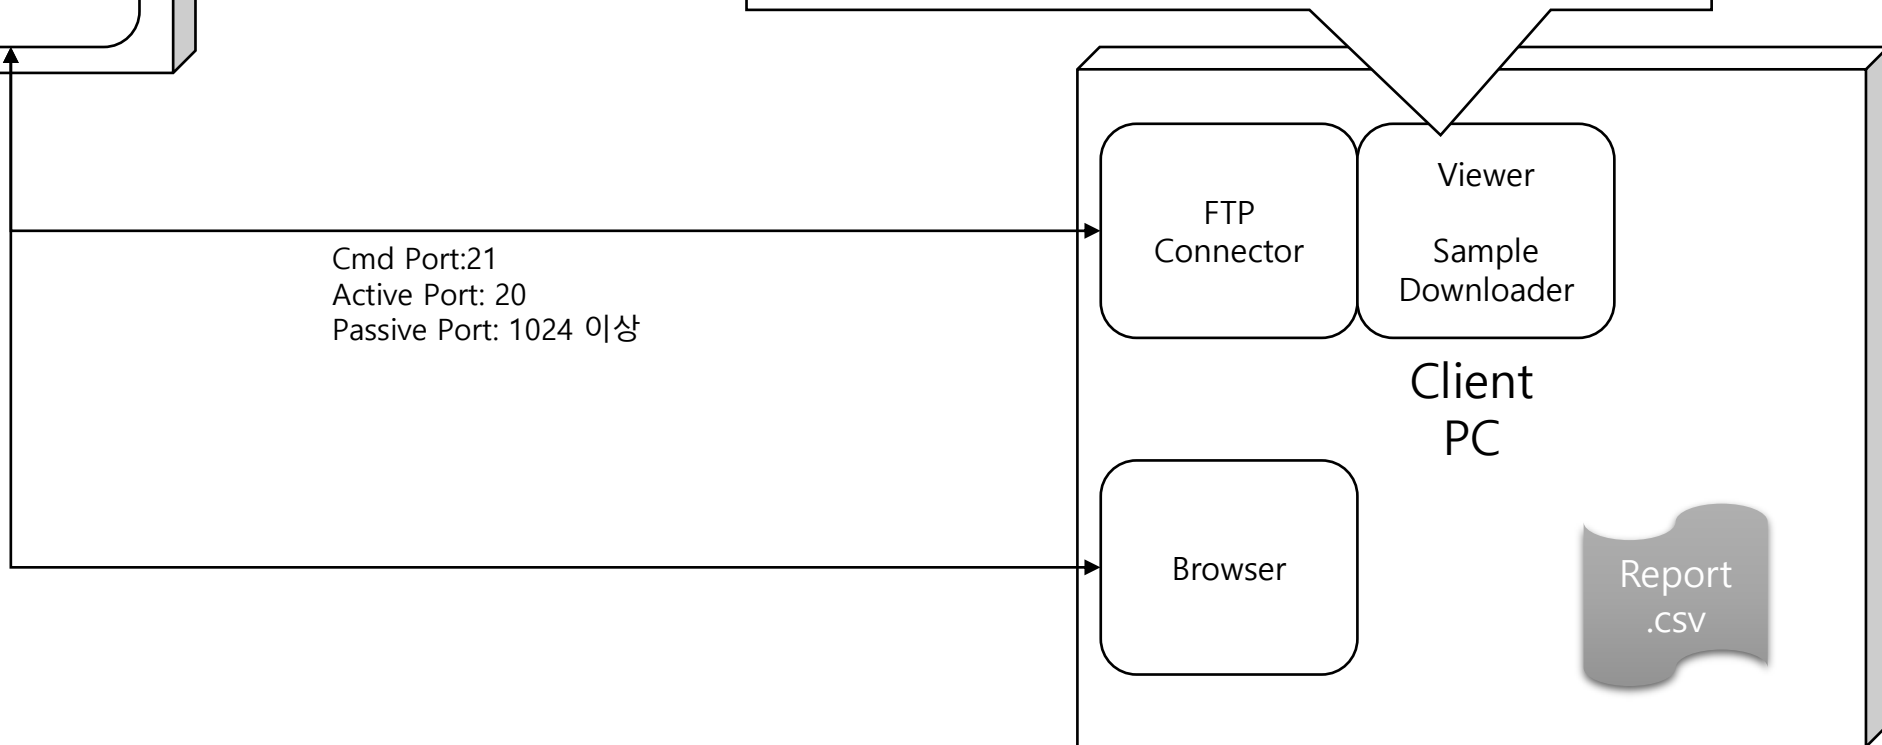 Cmd Port:21
Active Port: 20
Passive Port: 1024 이상
FTP
Connector
Viewer
Sample
Downloader
Client
PC
Browser
Report
.csv